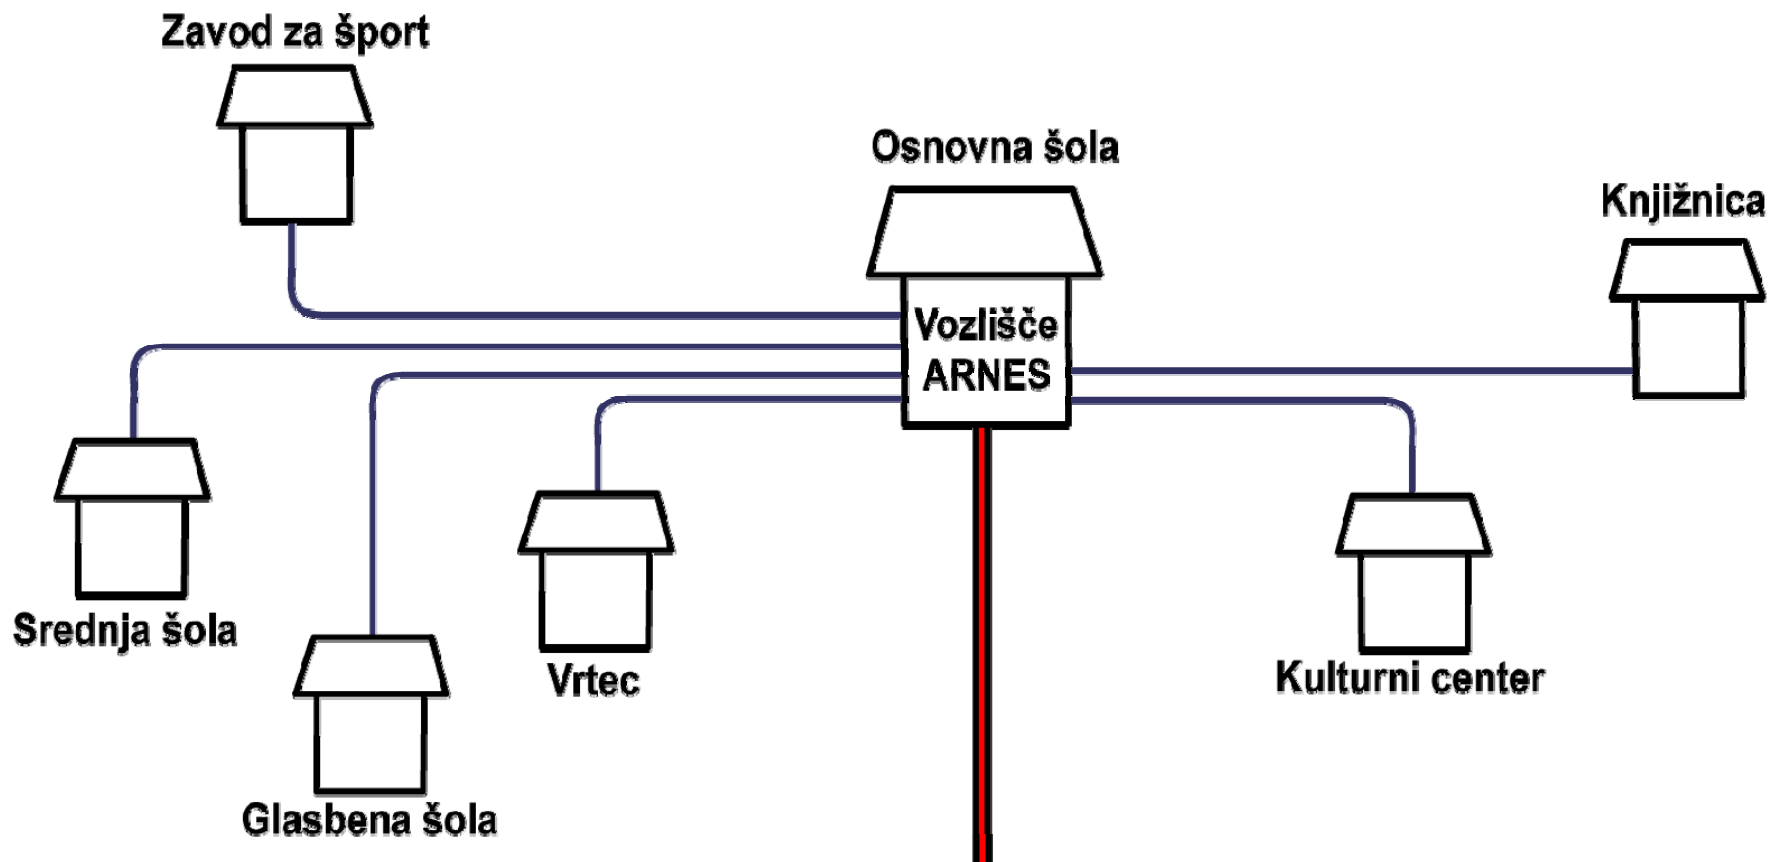 Zavod za šport
Osnovna šola
Knjižnica
Vozlišče
ARNES
Srednja šola
Vrtec
Kulturni center
Glasbena šola